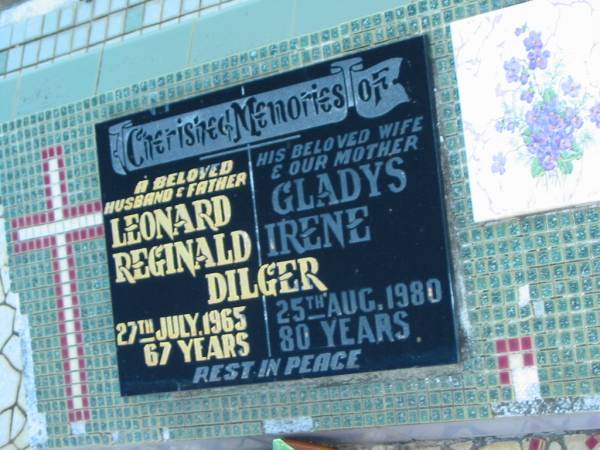 Cherished Memories of
A BELOVED
HUSBAND & FATHER
LEONARD
REGINALD
HIS BELOVED WIFE
& OUR MOTHER
GLADYS
IRENE
DILGER
27TH JULY, 1965
67 YEARS
25TH AUG, 1980
80 YEARS
REST IN PEACE